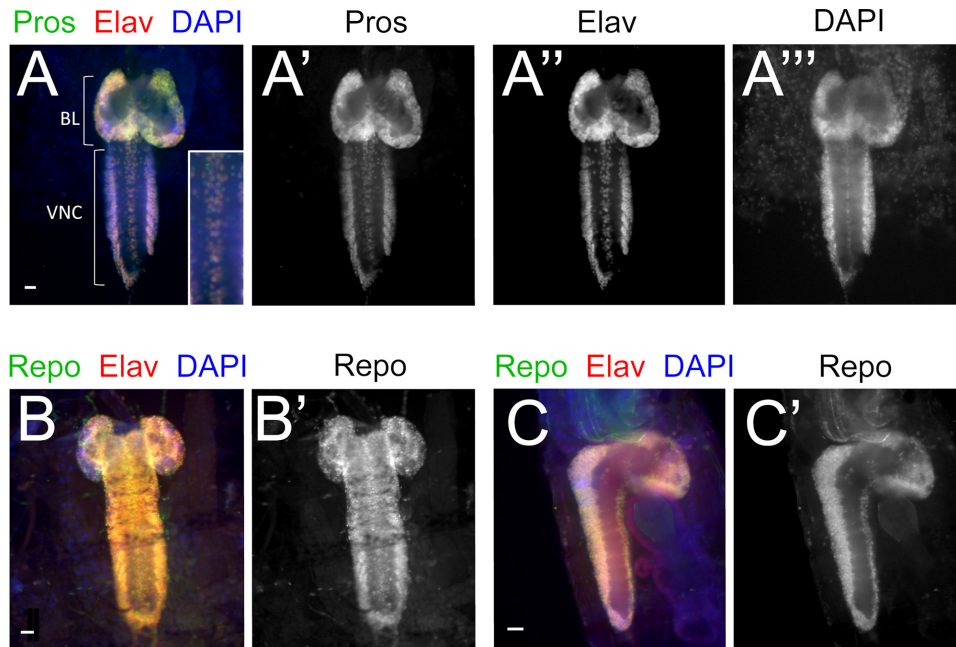 Pros Elav DAPI
Pros
Elav
DAPI
A
BL
VNC
A'
A''
A'''
Repo Elav DAPI
Repo
Repo Elav DAPI
Repo
B
B'
C
C'